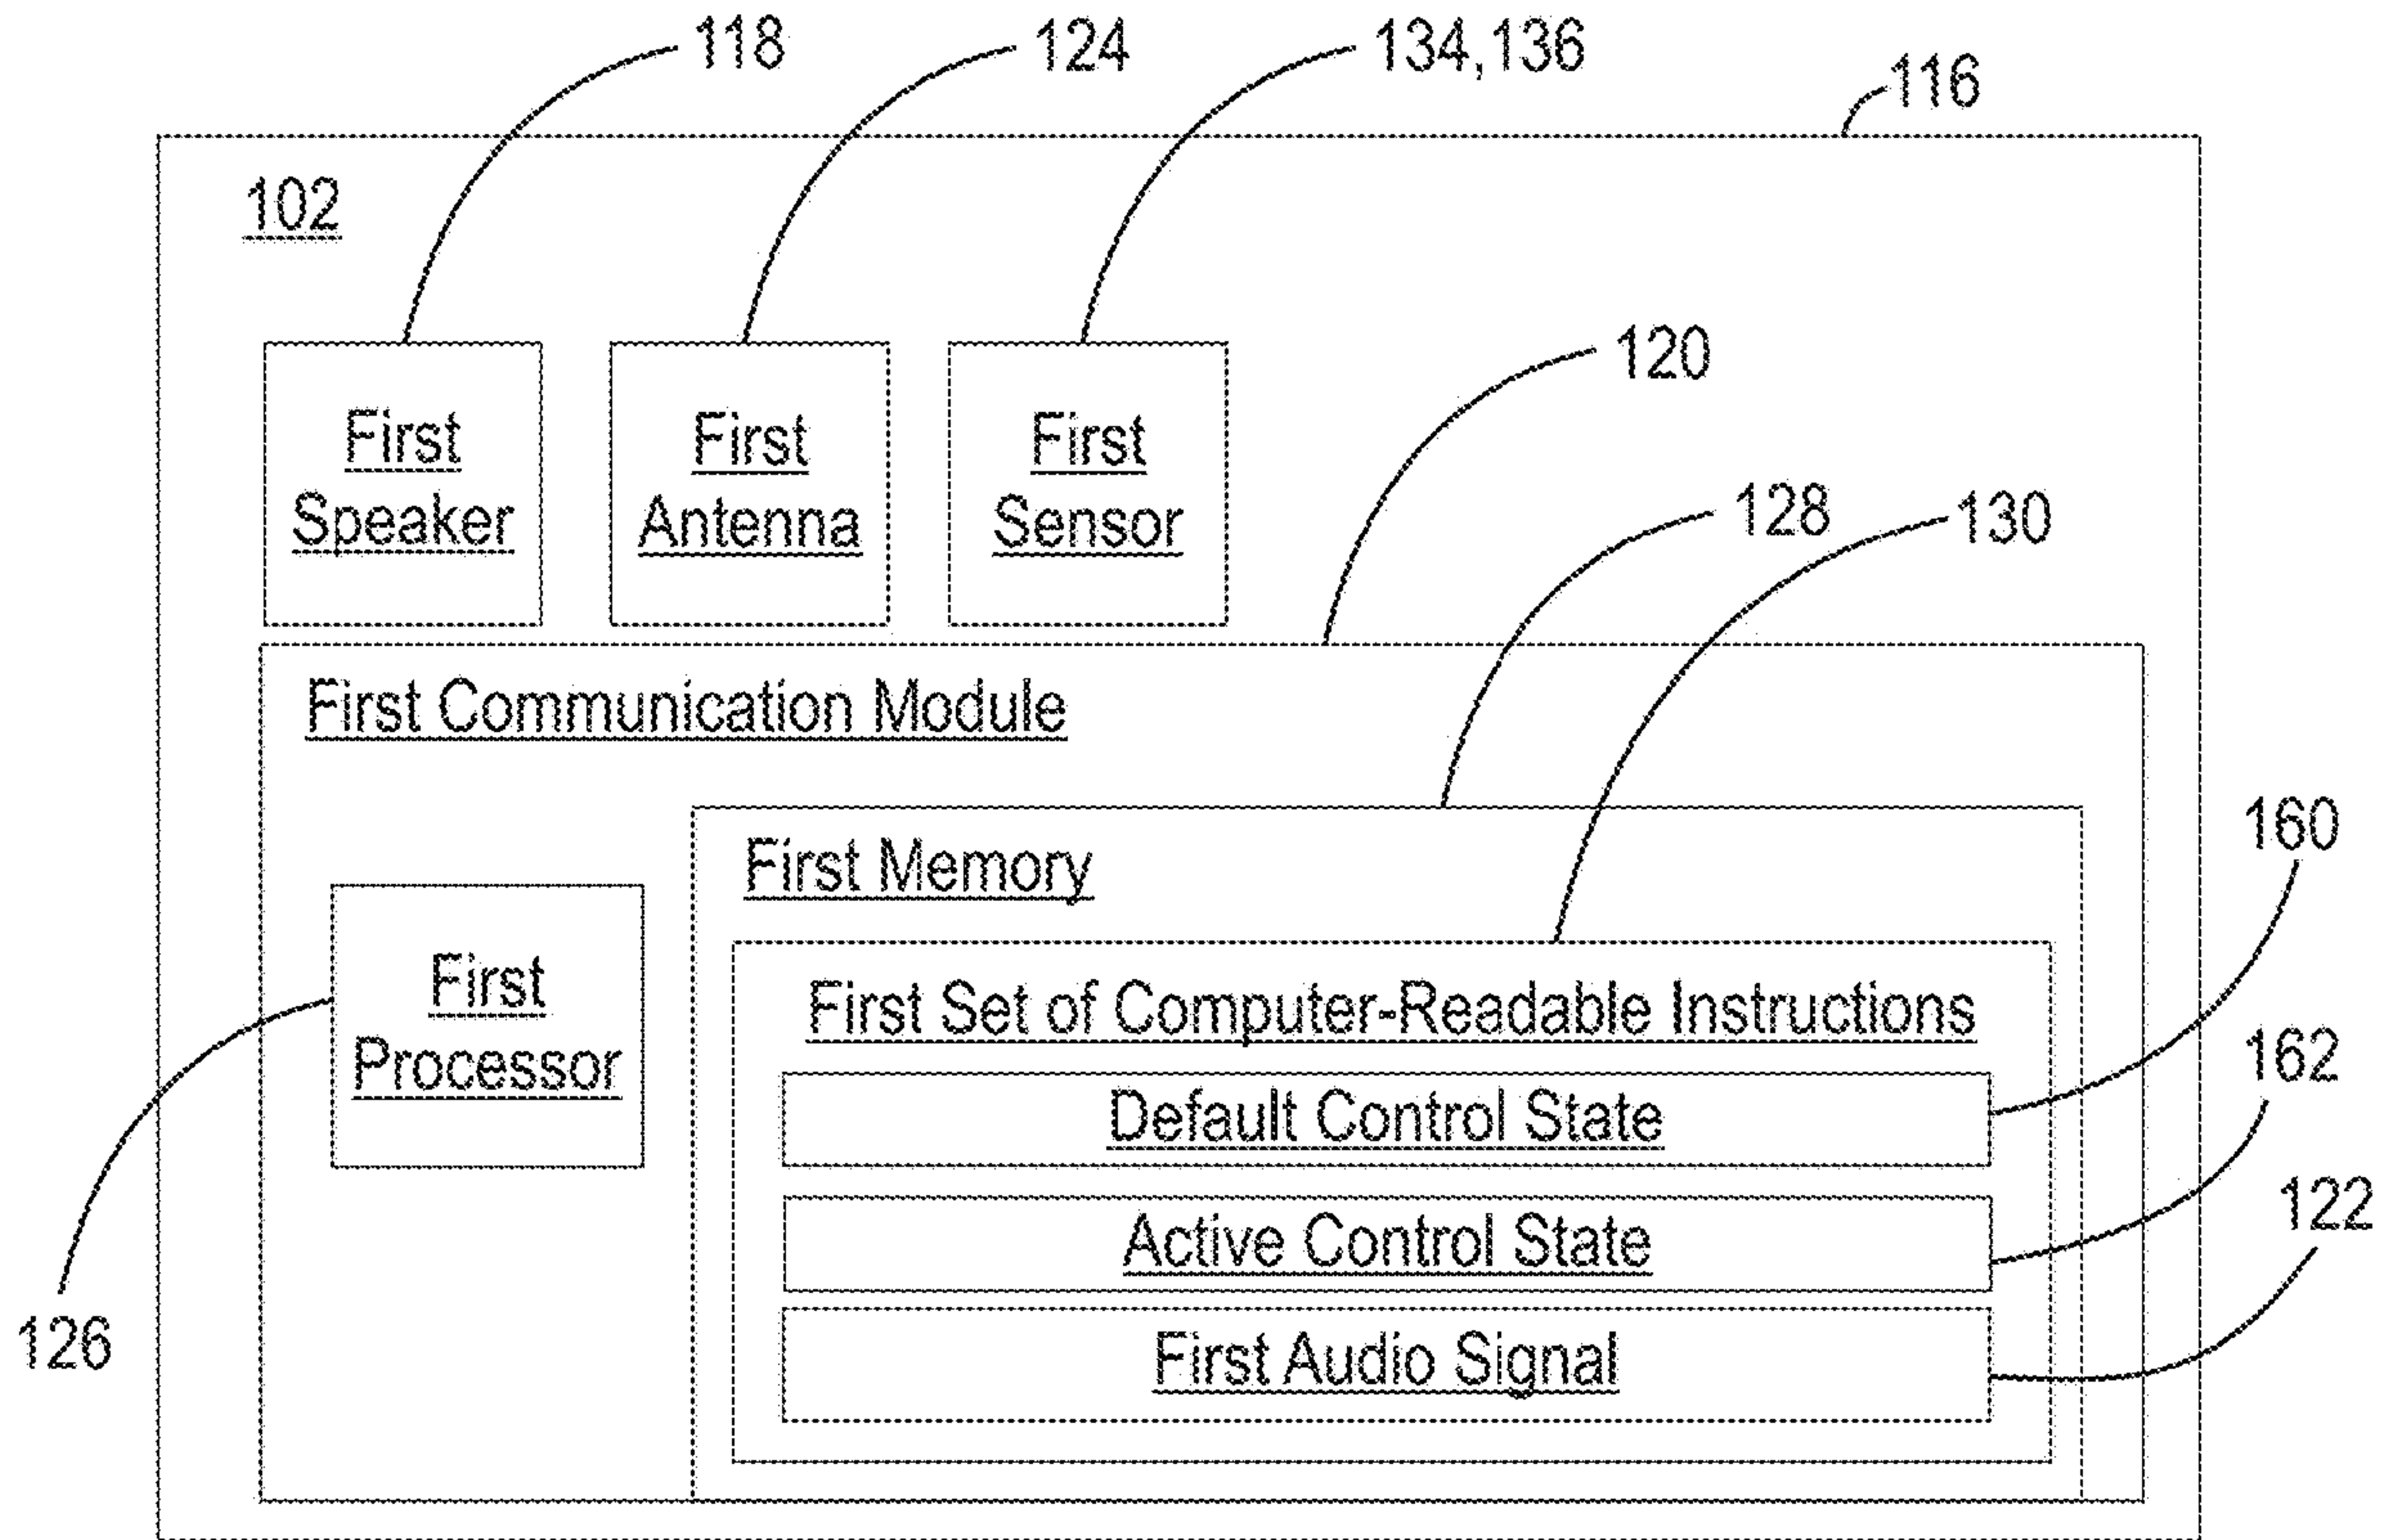 118
124
134,136
116
102
120
First
Speaker
First
Antenna
First
Sensor
128
130
First Communication Module
160
First Memory
First
Processor
First Set of Computer-Readable Instructions
162
Default Control State
122
Active Control State
126
First Audio Signal